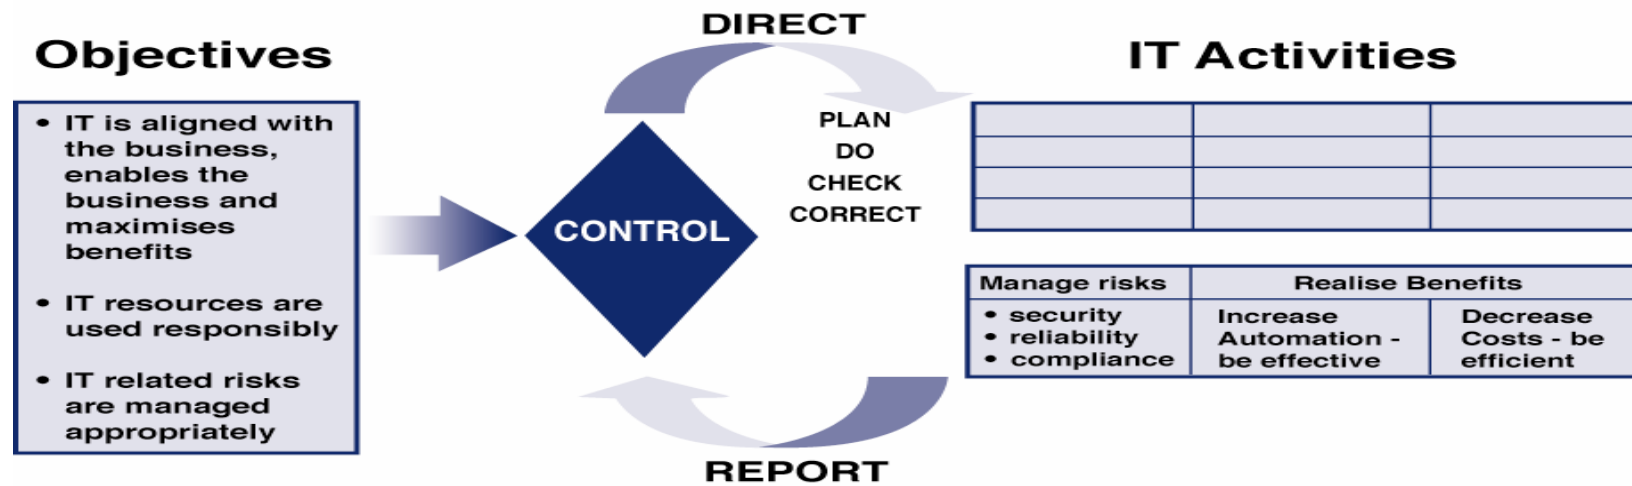 Objectives
• IT is aligned with
the business,
enables the
business and
maximises
benefits
• IT resources are
used responsibly
• IT related risks
are managed
appropriately
DIRECT
CONTROL
PLAN
DO
CHECK
CORRECT
REPORT
IT Activities
Manage risks
• security
• reliability
• compliance
Realise Benefits
Increase
Automation -
be effective
Decrease
Costs - be
efficient